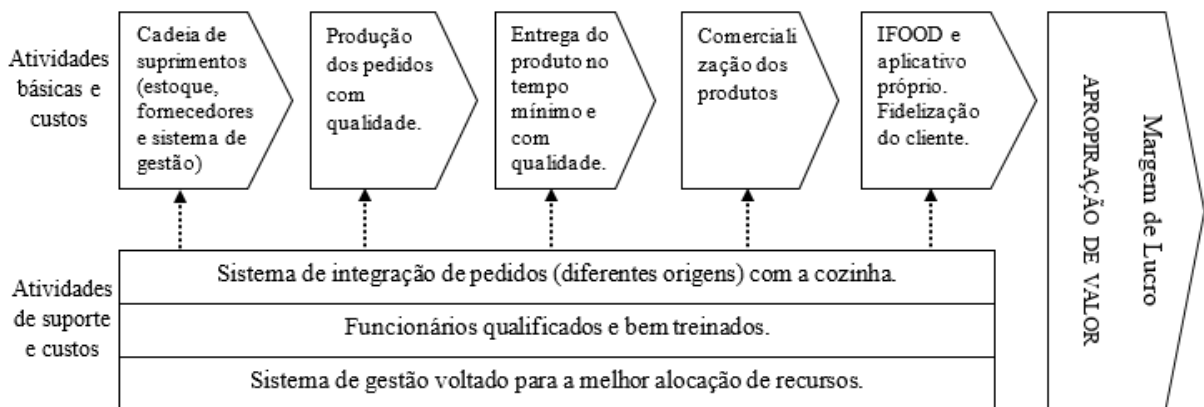 Atividades
básicas e
custos
Cadeia de
suprimentos
(estoque,
fornecedores
e sistema de
gestão)
Produção
dos pedidos
com
qualidade.
Entrega do
produto no
tempo
mínimo e
com
qualidade.
Comerciali
zação dos
produtos
IFOOD e
aplicativo
próprio.
Fidelização
do cliente.
Margem de Lucro
APROPIRAÇÃO DE VALOR
Atividades
de suporte
e custos
Sistema de integração de pedidos (diferentes origens) com a cozinha.
Funcionários qualificados e bem treinados.
Sistema de gestão voltado para a melhor alocação de recursos.